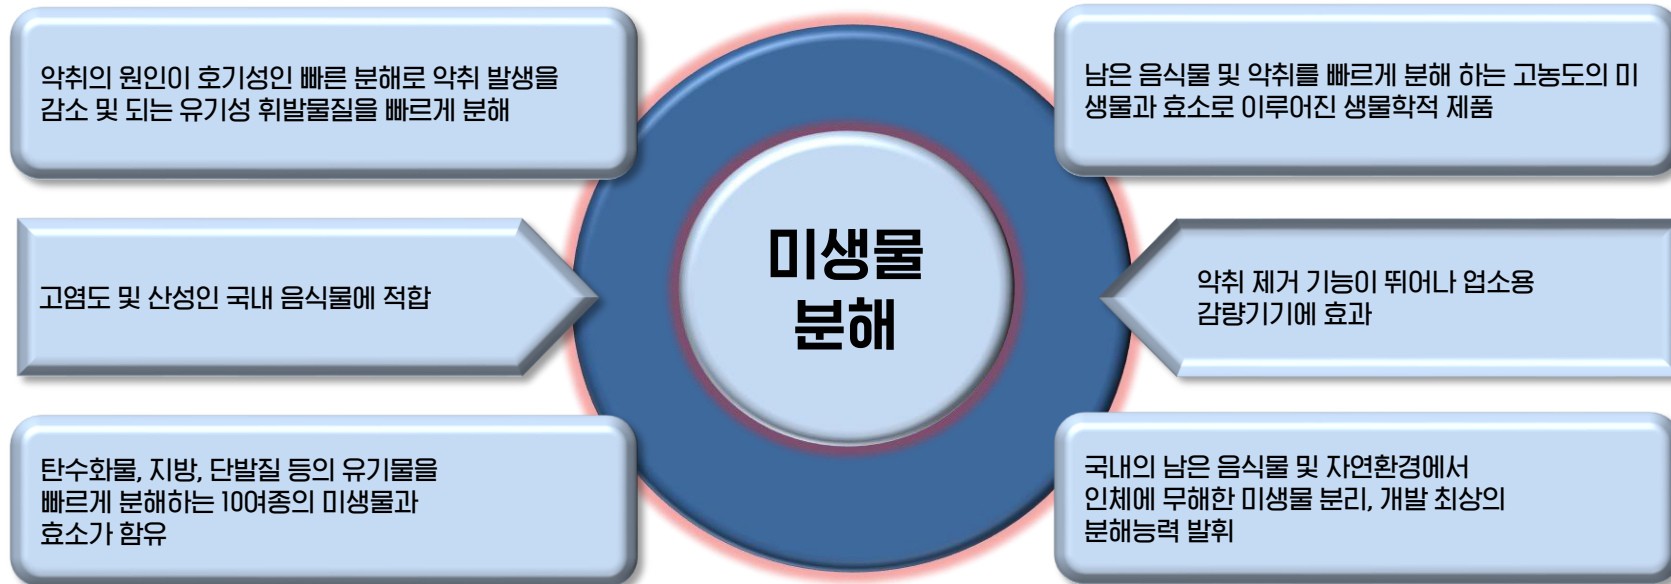 악취의 원인이 호기성인 빠른 분해로 악취 발생을
감소 및 되는 유기성 휘발물질을 빠르게 분해
고염도 및 산성인 국내 음식물에 적합
탄수화물, 지방, 단발질 등의 유기물을
빠르게 분해하는 10여종의 미생물과
효소가 함유
미생물
분해
남은 음식물 및 악취를 빠르게 분해 하는 고농도의 미
생물과 효소로 이루어진 생물학적 제품
악취 제거 기능이 뛰어나 업소용
감량기기에 효과
국내의 남은 음식물 및 자연환경에서
인체에 무해한 미생물 분리, 개발 최상의
분해능력 발휘